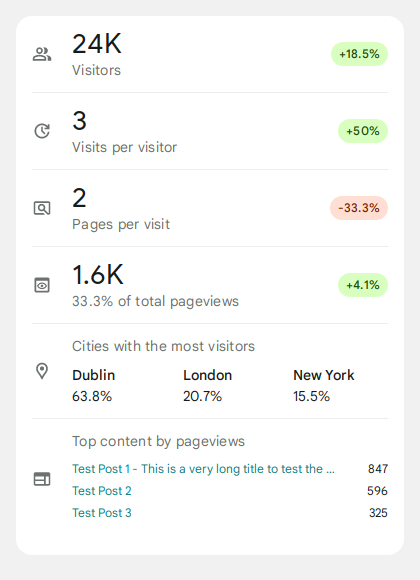 24K
+18.5%
Visitors
3
+50%
Visits per visitor
2
-33.3%
Pages per visit
1.6K
+4.1%
33.3% of total pageviews
Cities with the most visitors
Dublin London New York
63.8% 20.7% 15.5%
Top content by pageviews
Test Post 1 - This is a very long title to test the ... 847
Test Post 2 596
Test Post 3 325